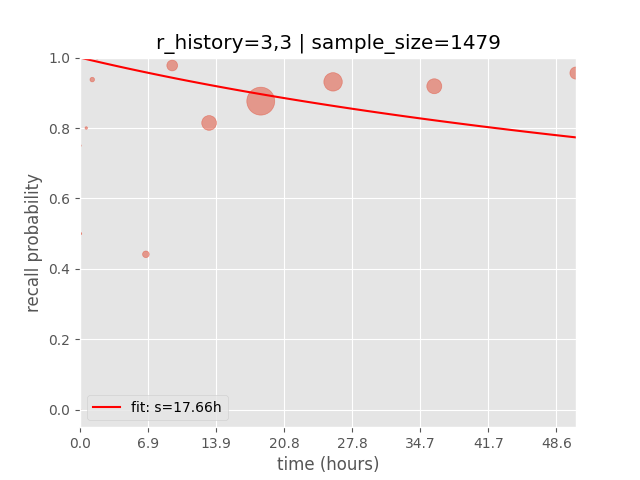 r_history=3,3 | sample_size=1479
recall probability
1.0
0.8
0.6
0.4
0.2
0.0
fit: s=17.66h
0.0 6.9 13.9 20.8 27.8 34.7 41.7 48.6
time (hours)